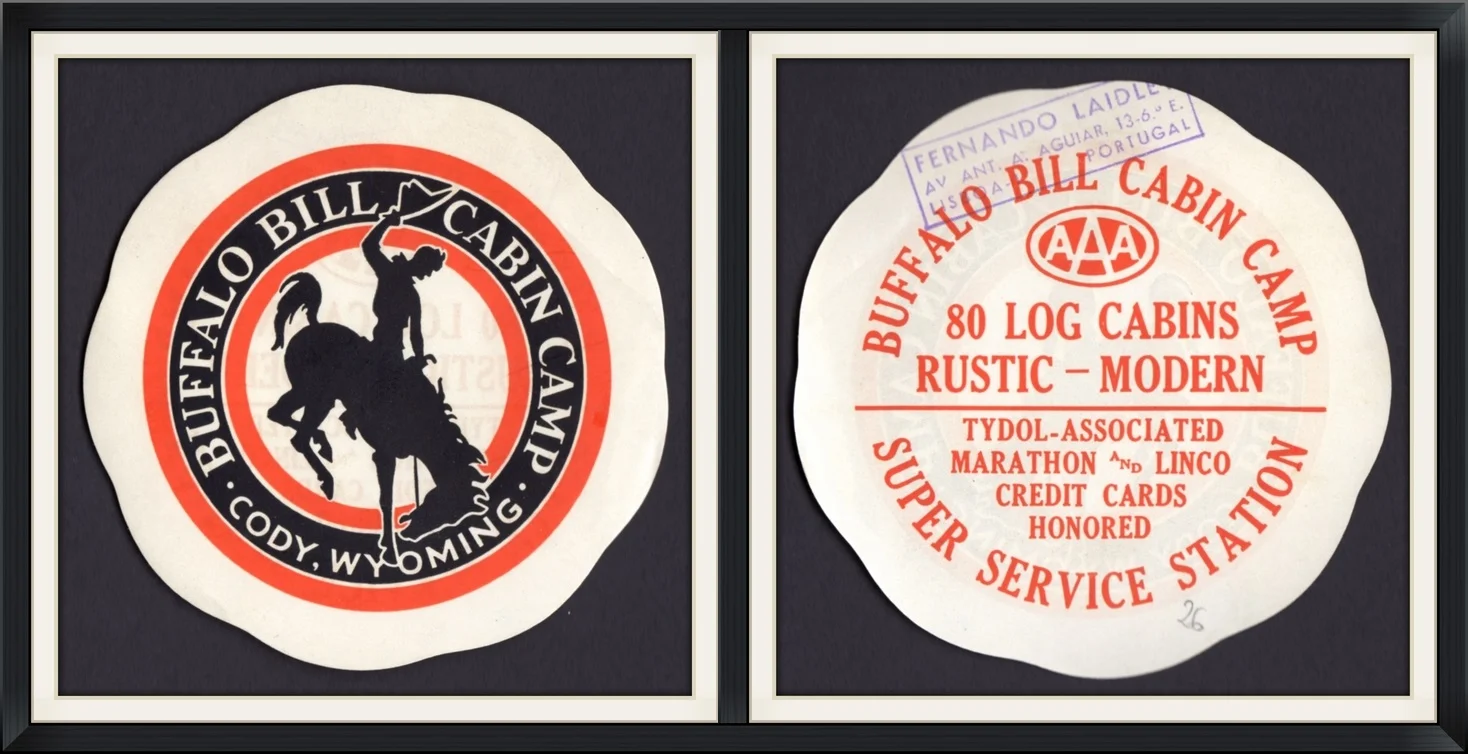 BUFFALO BILL CABIN CAMP
· CODY, WYOMING ·
FERNANDO LAIDLEY
AV ANT. A. AGUIAR, 13-6.º E.
LISBOA- PORTUGAL
BUFFALO BILL CABIN CAMP
AAA
80 LOG CABINS
RUSTIC – MODERN
TYDOL-ASSOCIATED
MARATHON AND LINCO
CREDIT CARDS
HONORED
SUPER SERVICE STATION
26